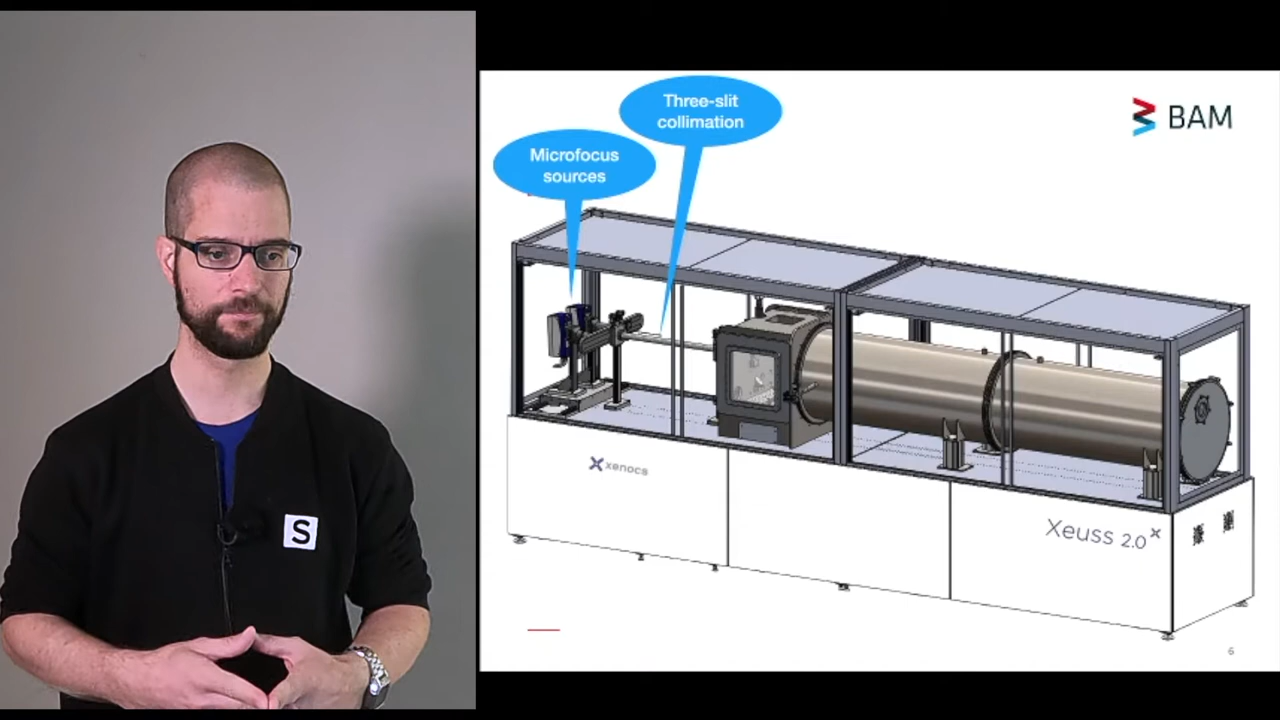 Three-slit
collimation
Microfocus
sources
BAM
xenocs
Xeuss 2.0 x
S
6